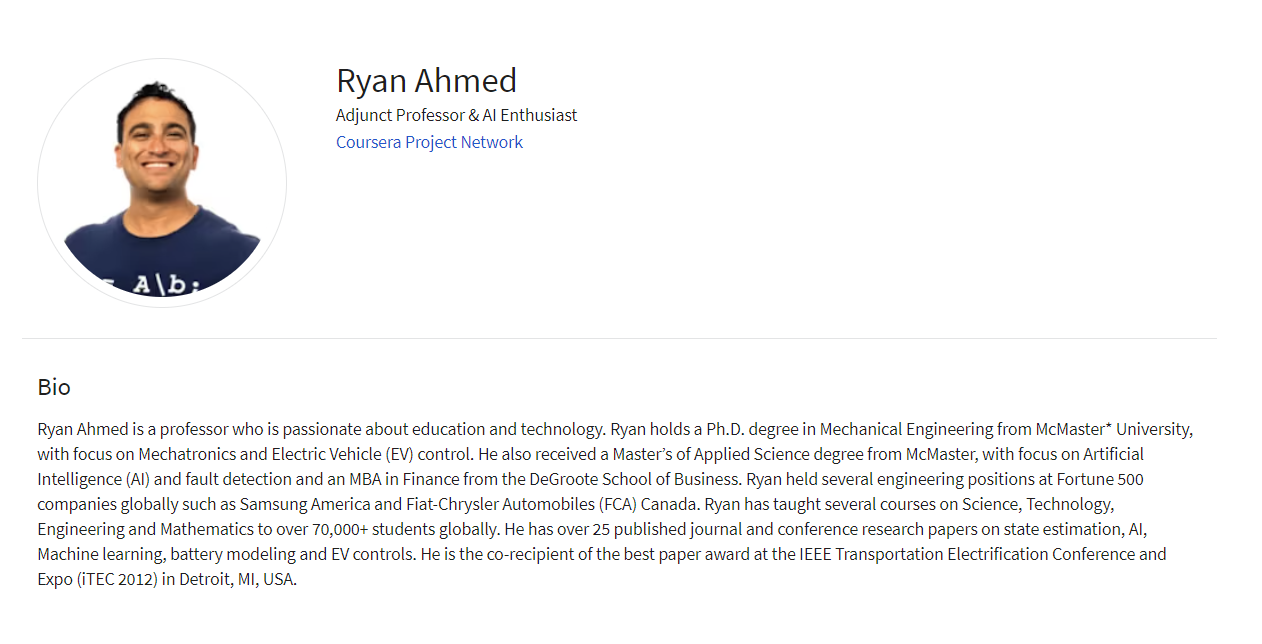 Ryan Ahmed
Adjunct Professor & AI Enthusiast
Coursera Project Network
A\b:
Bio
Ryan Ahmed is a professor who is passionate about education and technology. Ryan holds a Ph.D. degree in Mechanical Engineering from McMaster* University,
with focus on Mechatronics and Electric Vehicle (EV) control. He also received a Master’s of Applied Science degree from McMaster, with focus on Artificial
Intelligence (AI) and fault detection and an MBA in Finance from the DeGroote School of Business. Ryan held several engineering positions at Fortune 500
companies globally such as Samsung America and Fiat-Chrysler Automobiles (FCA) Canada. Ryan has taught several courses on Science, Technology,
Engineering and Mathematics to over 70,000+ students globally. He has over 25 published journal and conference research papers on state estimation, AI,
Machine learning, battery modeling and EV controls. He is the co-recipient of the best paper award at the IEEE Transportation Electrification Conference and
Expo (iTEC 2012) in Detroit, MI, USA.